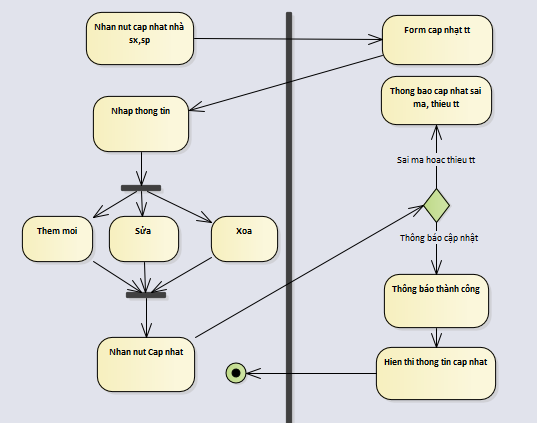 Nhan nut cap nhat nhà
sx,sp
Form cap nhạt tt
Thong bao cap nhat sai
ma, thieu tt
Nhap thong tin
Sai ma hoac thieu tt
Them moi
Sửa
Xoa
Thông báo cập nhật
Thông báo thành công
Nhan nut Cap nhat
Hien thi thong tin cap nhat